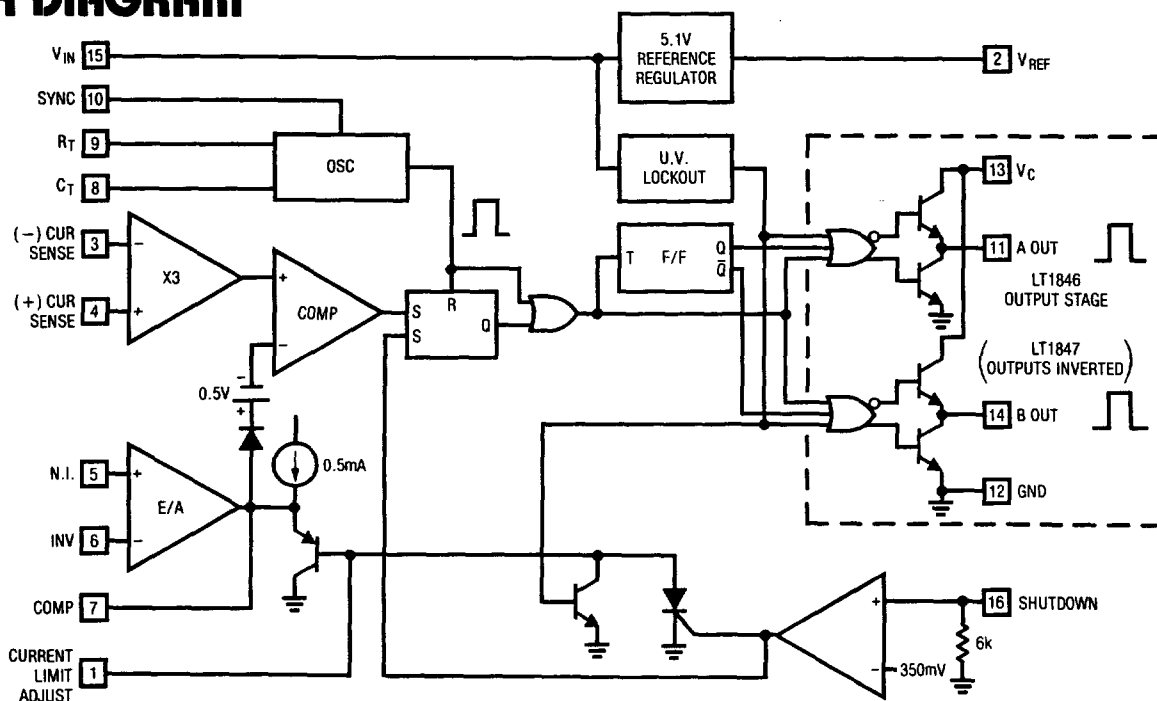 DIAGRAM
VIN 15
5.1V
REFERENCE
REGULATOR
2 VREF
SYNC 10
RT 9
CT 8
OSC
U.V.
LOCKOUT
13 VC
(−) CUR
SENSE
3
−
(+) CUR
SENSE
4
+
X3
+
COMP
−
S
S
R
Q
T F/F Q
Q̅
11 A OUT
LT1846
OUTPUT STAGE
(LT1847
OUTPUTS INVERTED)
14 B OUT
12 GND
−
0.5V
+
0.5mA
N.I. 5 +
E/A
INV 6 −
COMP 7
CURRENT
LIMIT
ADJUST
1
+
−
16 SHUTDOWN
6k
350mV